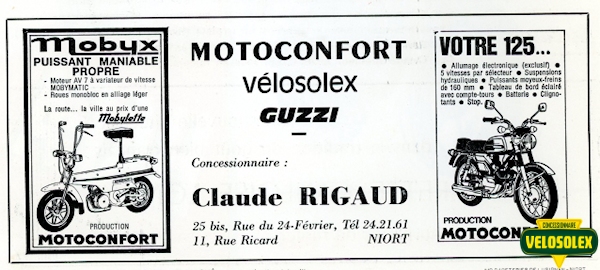 Mobyx
PUISSANT MANIABLE
PROPRE
- Moteur AV 7 à variateur de vitesse
MOBYMATIC
- Roues monobloc en alliage léger
La route... la ville au prix d'une
Mobylette
PRODUCTION
MOTOCONFORT
MOTOCONFORT
vélosolex
GUZZI
Concessionnaire :
Claude RIGAUD
25 bis, Rue du 24-Février, Tél 24.21.61
11, Rue Ricard NIORT
VOTRE 125...
● Allumage électronique (exclusif) ●
5 vitesses par sélecteur ● Suspensions
hydrauliques ● Puissants moyeux-freins
de 160 mm ● Tableau de bord éclairé
avec compte-tours ● Batterie ● Cligno-
tants ● Stop.
PRODUCTION
MOTOCON
CONCESSIONNAIRE
VELOSOLEX